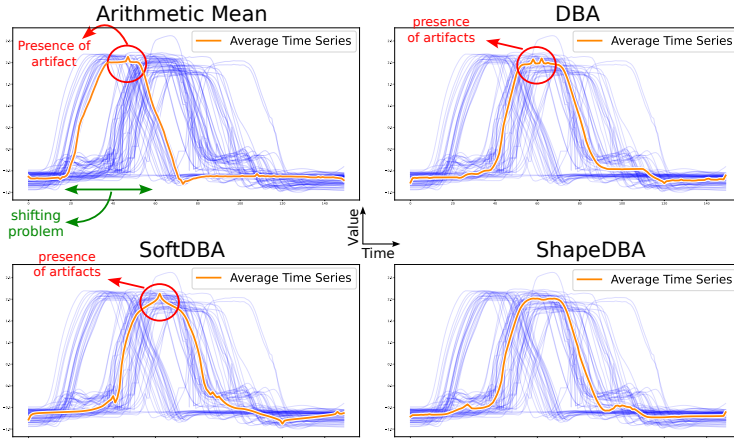 Arithmetic Mean
Presence of
artifact
Average Time Series
shifting
problem
DBA
presence
of artifacts
Average Time Series
Value
Time
SoftDBA
presence
of artifacts
Average Time Series
ShapeDBA
Average Time Series